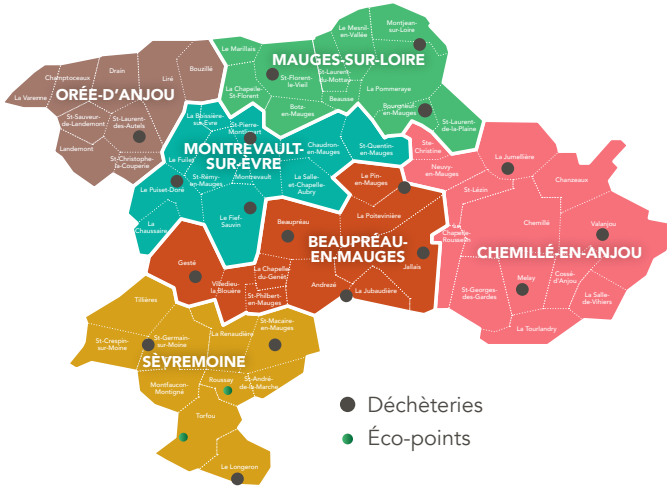 Le Mesnil-
en-Vallée
Montjean-
sur-Loire
Le Marillais
MAUGES-SUR-LOIRE
St-Florent-
le-Vieil
St-Laurent-
du-Mottay
La Chapelle-
St-Florent
La Pommeraye
Beausse
Botz-
en-Mauges
Bourgneuf-
en-Mauges
St-Laurent-
de-la-Plaine
Drain
Liré
Bouzillé
Champtoceaux
La Varenne
ORÉE-D'ANJOU
St-Sauveur-
de-Landemont
St-Laurent-
des-Autels
Landemont
St-Christophe-
la-Couperie
La Boissière-
sur-Èvre
St-Pierre-
Montlimart
MONTREVAULT-
SUR-ÈVRE
Chaudron-
en-Mauges
St-Quentin-
en-Mauges
Le Fuilet
St-Rémy-
en-Mauges
Montrevault
La Salle-
et-Chapelle-
Aubry
Le Puiset-Doré
Le Fief-
Sauvin
La
Chaussaire
Ste-
Christine
Neuvy-
en-Mauges
La Jumellière
Chanzeaux
St-Lézin
La
Chapelle-
Rousselin
Chemillé
Valanjou
CHEMILLÉ-EN-ANJOU
Melay
Cossé-
d'Anjou
St-Georges-
des-Gardes
La Salle-
de-Vihiers
La Tourlandry
Le Pin-
en-Mauges
La Poitevinière
Beaupréau
BEAUPRÉAU-
EN-MAUGES
Jallais
Gesté
La Chapelle-
du-Genêt
Villedieu-
la-Blouère
Andrezé
La Jubaudière
St-Philbert-
en-Mauges
Tillières
St-Macaire-
en-Mauges
La Renaudière
St-Crespin-
sur-Moine
St-Germain-
sur-Moine
SÈVREMOINE
Montfaucon-
Montigné
Roussay
St-André-
de-la-Marche
Torfou
Le Longeron
Déchèteries
Éco-points